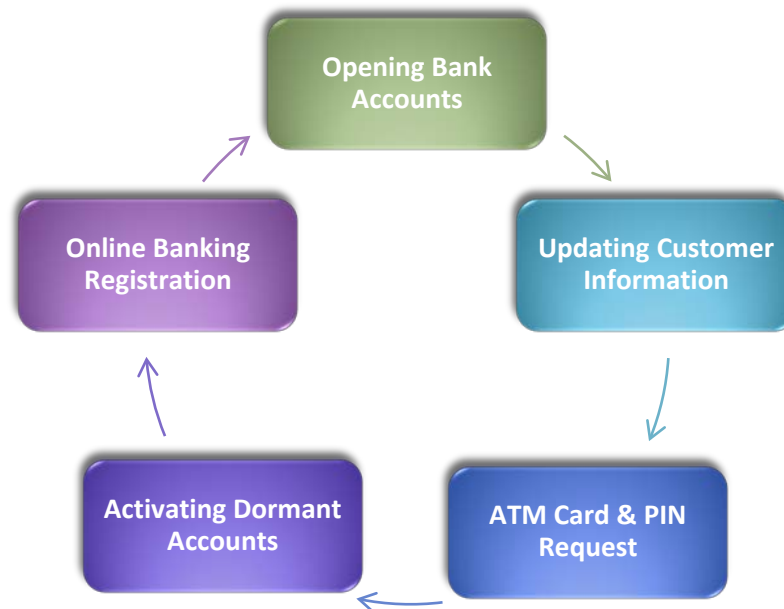 Opening Bank
Accounts
Updating Customer
Information
ATM Card & PIN
Request
Activating Dormant
Accounts
Online Banking
Registration